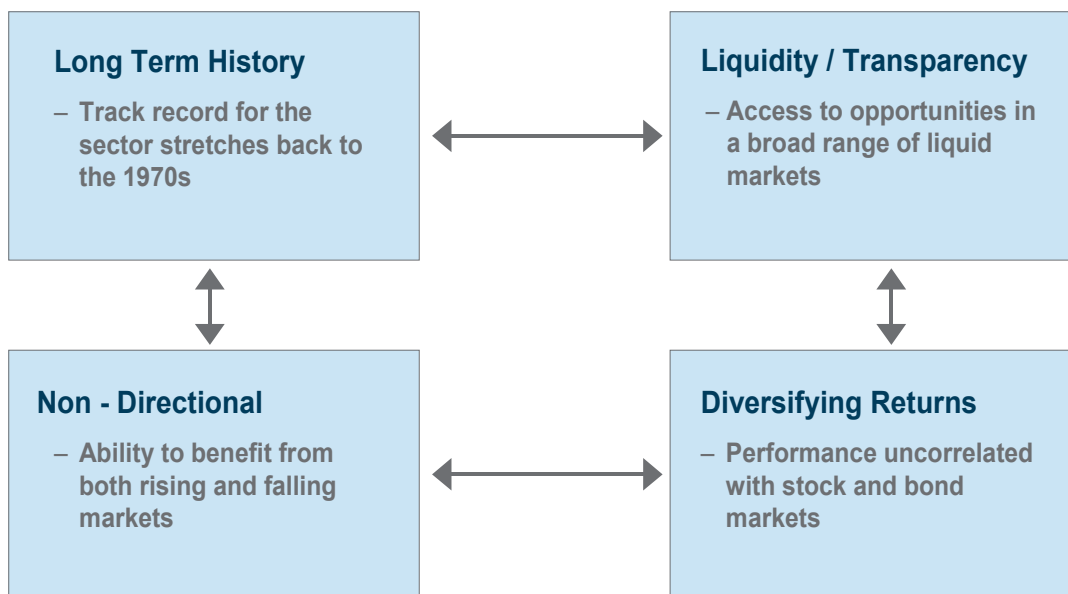 Long Term History
– Track record for the
sector stretches back to
the 1970s
Liquidity / Transparency
– Access to opportunities in
a broad range of liquid
markets
Non - Directional
– Ability to benefit from
both rising and falling
markets
Diversifying Returns
– Performance uncorrelated
with stock and bond
markets